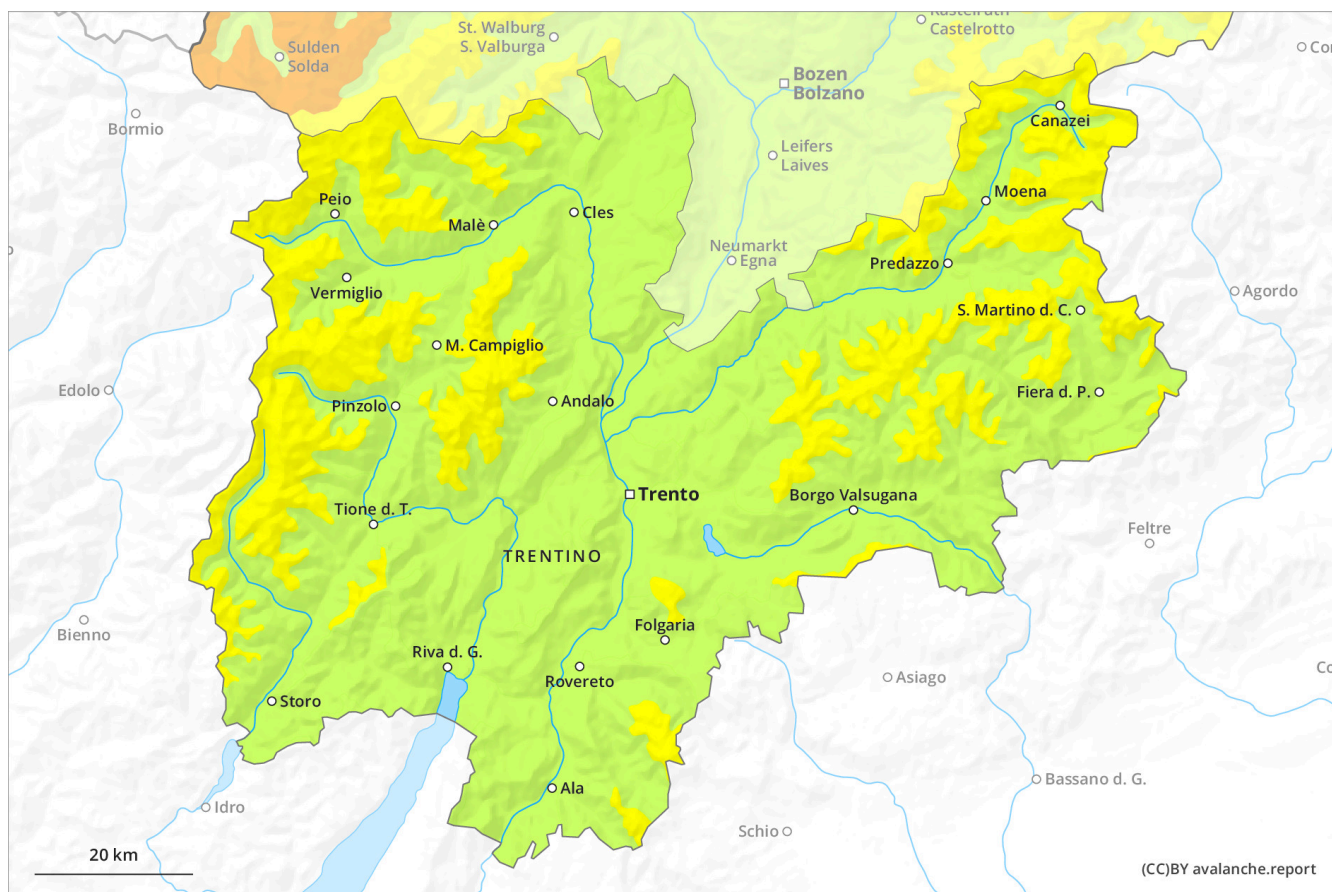 Kastelruth
Castelrotto
St. Walburg
S. Valburga
Sulden
Solda
Bozen
Bolzano
Bormio
Canazei
Leifers
Laives
Peio
Moena
Malè
Cles
Neumarkt
Egna
Predazzo
Vermiglio
Agordo
S. Martino d. C.
M. Campiglio
Edolo
Fiera d. P.
Andalo
Pinzolo
Trento
Borgo Valsugana
Tione d. T.
Feltre
TRENTINO
Bienno
Folgaria
Riva d. G.
Asiago
Rovereto
Storo
Bassano d. G.
Ala
Idro
Schio
20 km
(CC)BY avalanche.report